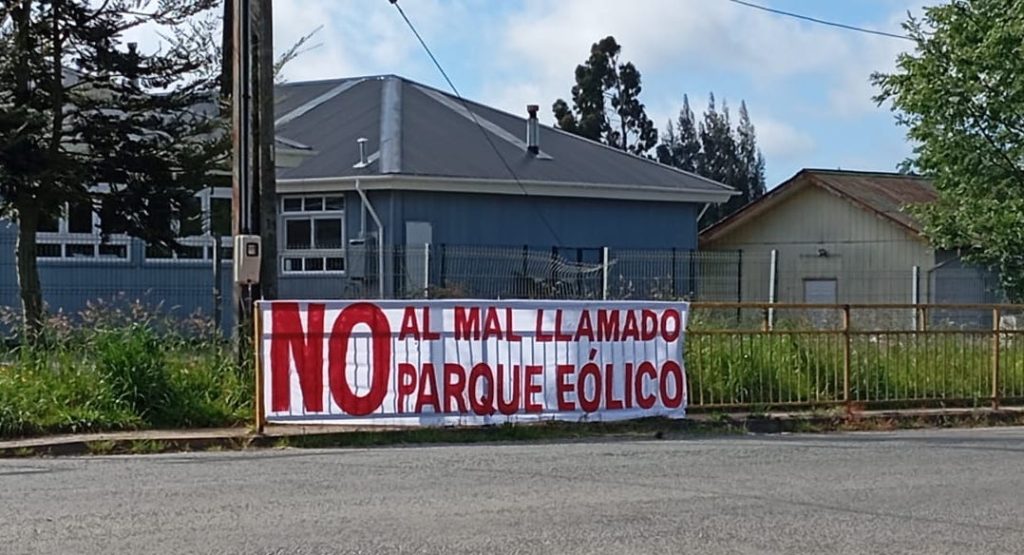 NO AL MAL LLAMADO
PARQUE EÓLICO